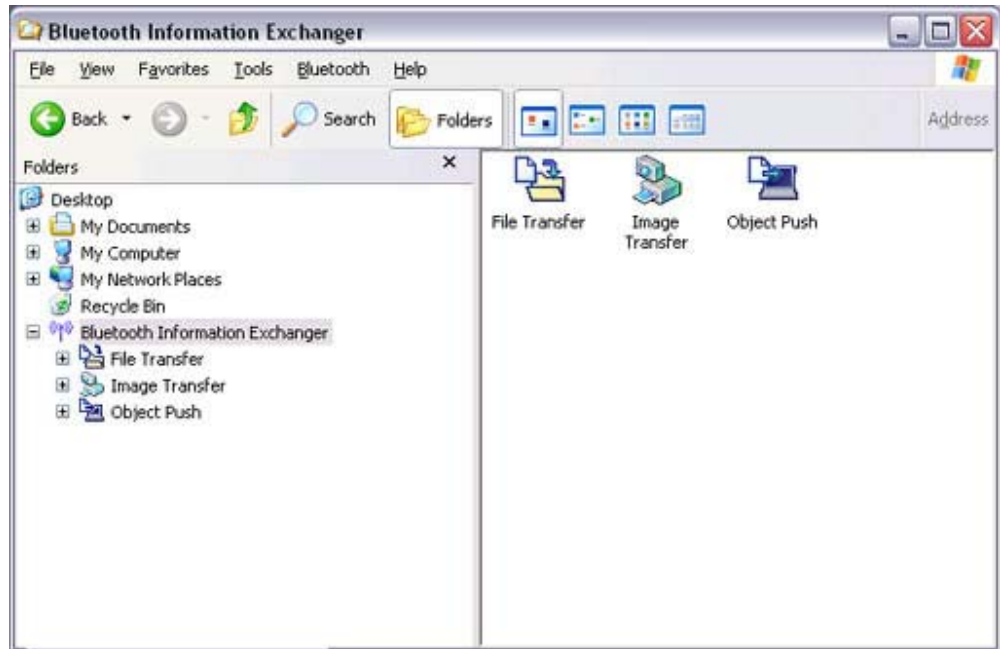 Bluetooth Information Exchanger
File View Favorites Tools Bluetooth Help
Back Search Folders Address
Folders
Desktop
My Documents
My Computer
My Network Places
Recycle Bin
Bluetooth Information Exchanger
File Transfer
Image Transfer
Object Push
File Transfer
Image
Transfer
Object Push